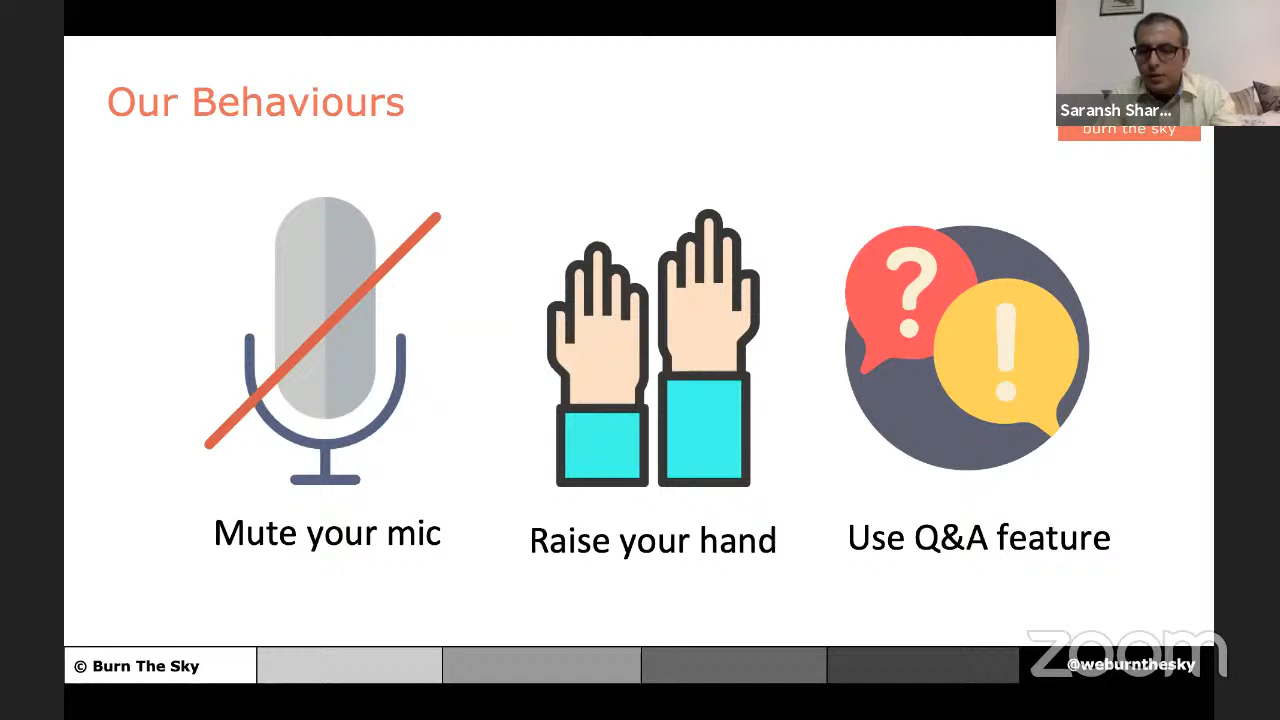 Our Behaviours
Saransh Shar...
burn the sky
Mute your mic
Raise your hand
Use Q&A feature
© Burn The Sky
@weburnthesky
zoom